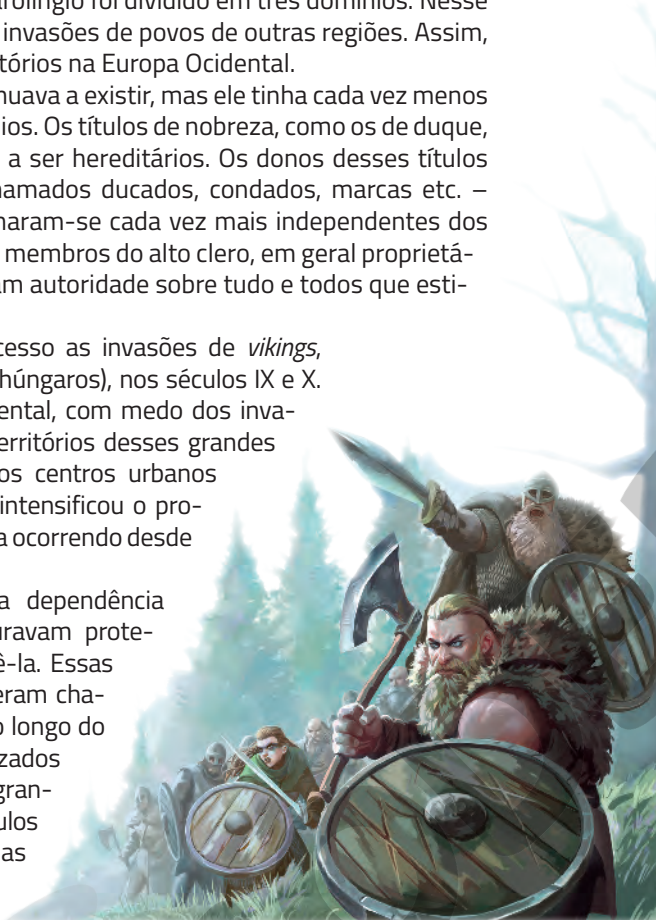 arolíngio foi dividido em três domínios. Nesse
invasões de povos de outras regiões. Assim,
tórios na Europa Ocidental.
nuava a existir, mas ele tinha cada vez menos
ios. Os títulos de nobreza, como os de duque,
a ser hereditários. Os donos desses títulos
hamados ducados, condados, marcas etc. –
naram-se cada vez mais independentes dos
membros do alto clero, em geral proprietá-
am autoridade sobre tudo e todos que esti-
cesso as invasões de vikings,
húngaros), nos séculos IX e X.
ental, com medo dos inva-
erritórios desses grandes
os centros urbanos
intensificou o pro-
a ocorrendo desde
a dependência
uravam prote-
ê-la. Essas
eram cha-
o longo do
zados
gran-
ulos
as